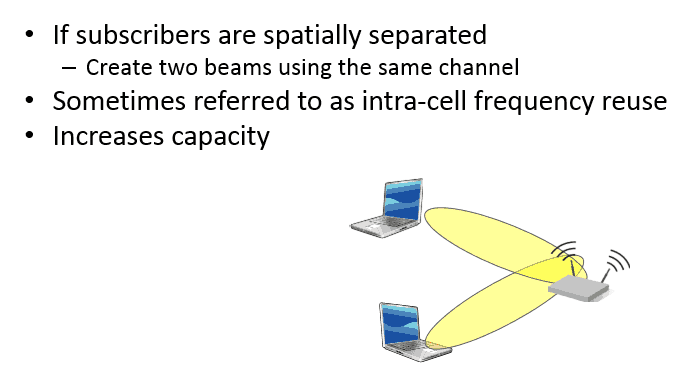 • If subscribers are spatially separated
– Create two beams using the same channel
• Sometimes referred to as intra-cell frequency reuse
• Increases capacity